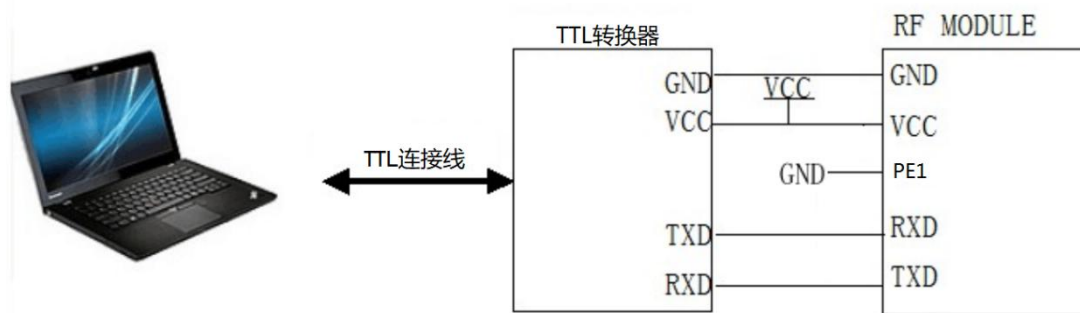 RF MODULE
TTL转换器
GND
VCC
GND
VCC
VCC
TTL连接线
GND
PE1
TXD
RXD
RXD
TXD